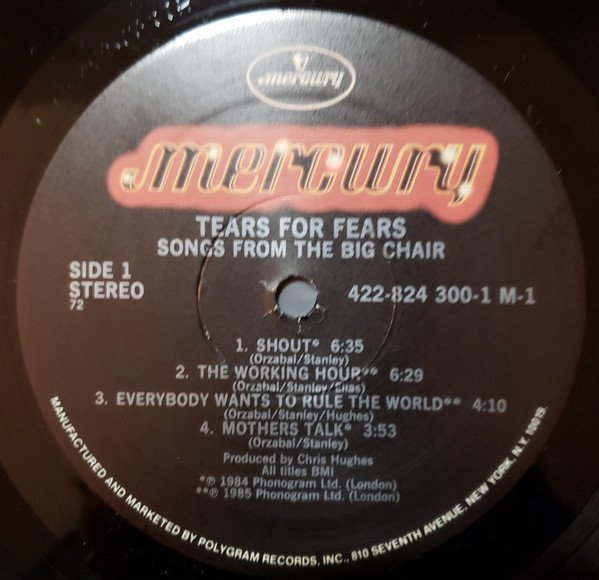 mercury
mercury
TEARS FOR FEARS
SONGS FROM THE BIG CHAIR
SIDE 1
STEREO
72
422-824 300-1 M-1
1. SHOUT* 6:35
(Orzabal/Stanley)
2. THE WORKING HOUR** 6:29
(Orzabal/Stanley/Elias)
3. EVERYBODY WANTS TO RULE THE WORLD** 4:10
(Orzabal/Stanley/Hughes)
4. MOTHERS TALK* 3:53
(Orzabal/Stanley)
Produced by Chris Hughes
All titles BMI
*℗ 1984 Phonogram Ltd. (London)
**℗ 1985 Phonogram Ltd. (London)
MANUFACTURED AND MARKETED BY POLYGRAM RECORDS, INC., 810 SEVENTH AVENUE, NEW YORK, N.Y. 10019.